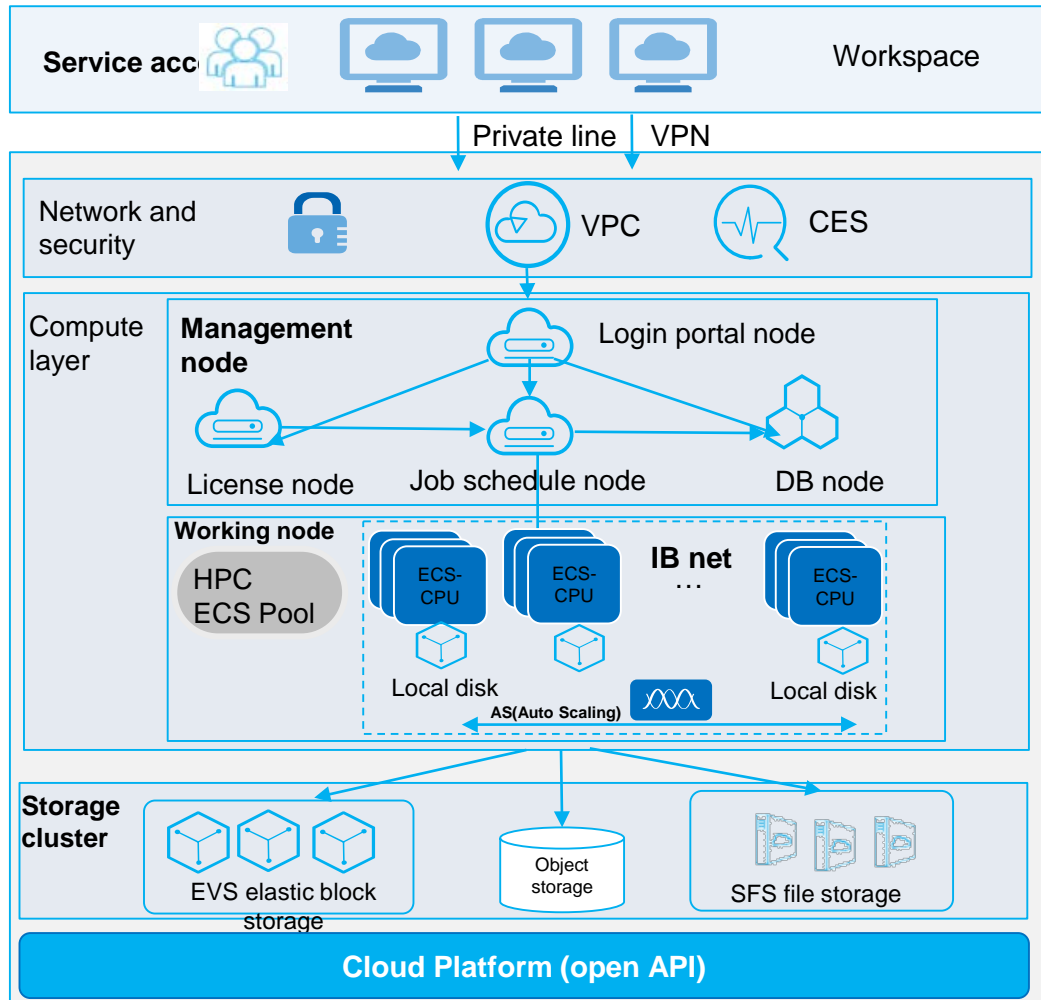 Service acc
Workspace
Private line
VPN
Network and
security
VPC
CES
Compute
layer
Management
node
Login portal node
License node
Job schedule node
DB node
Working node
HPC
ECS Pool
IB net
...
ECS-
CPU
ECS-
CPU
ECS-
CPU
Local disk
Local disk
AS(Auto Scaling)
Storage
cluster
EVS elastic block
storage
Object
storage
SFS file storage
Cloud Platform (open API)